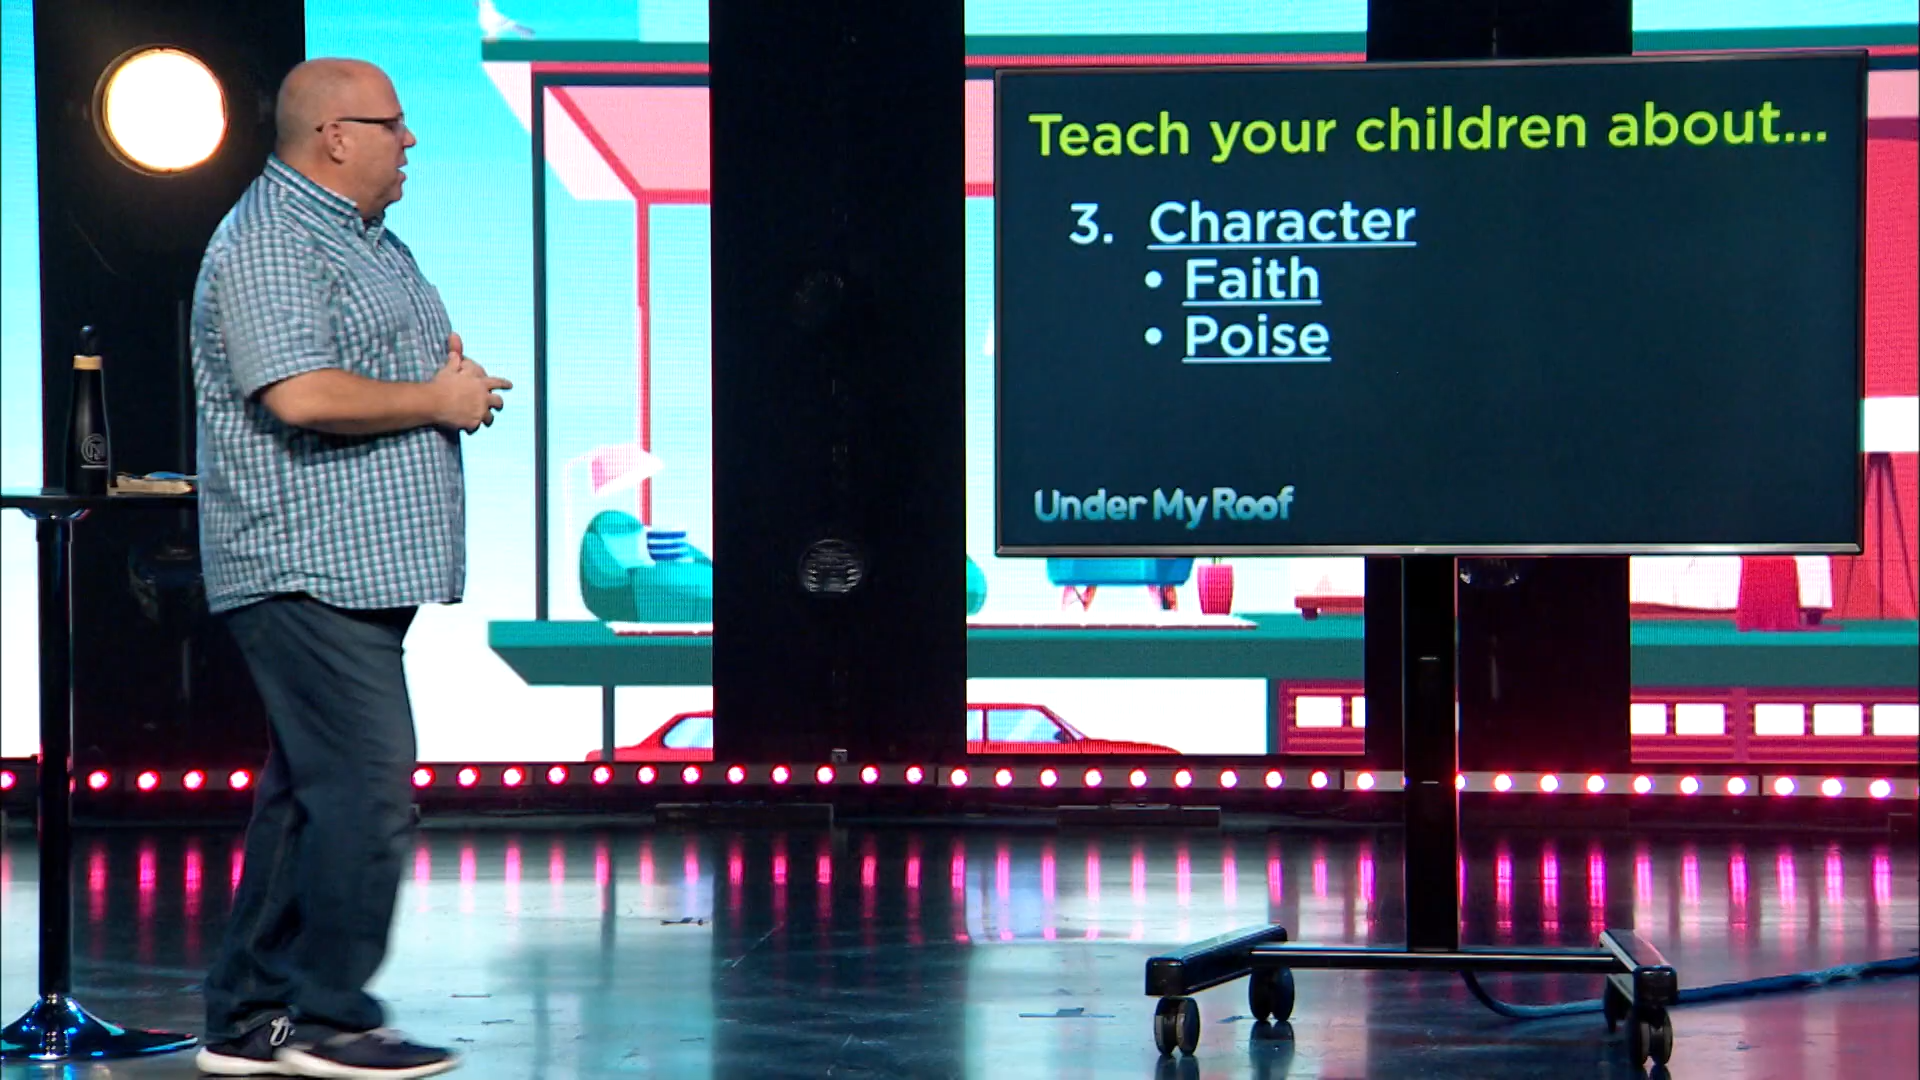 Teach your children about...
3. Character
• Faith
• Poise
Under My Roof